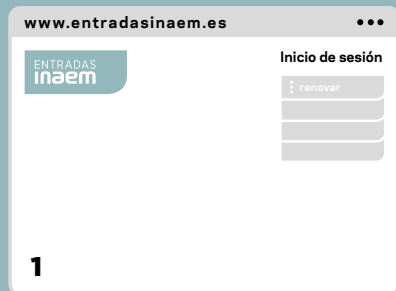 www.entradasinaem.es
ENTRADAS
inaem
Inicio de sesión
renovar
1